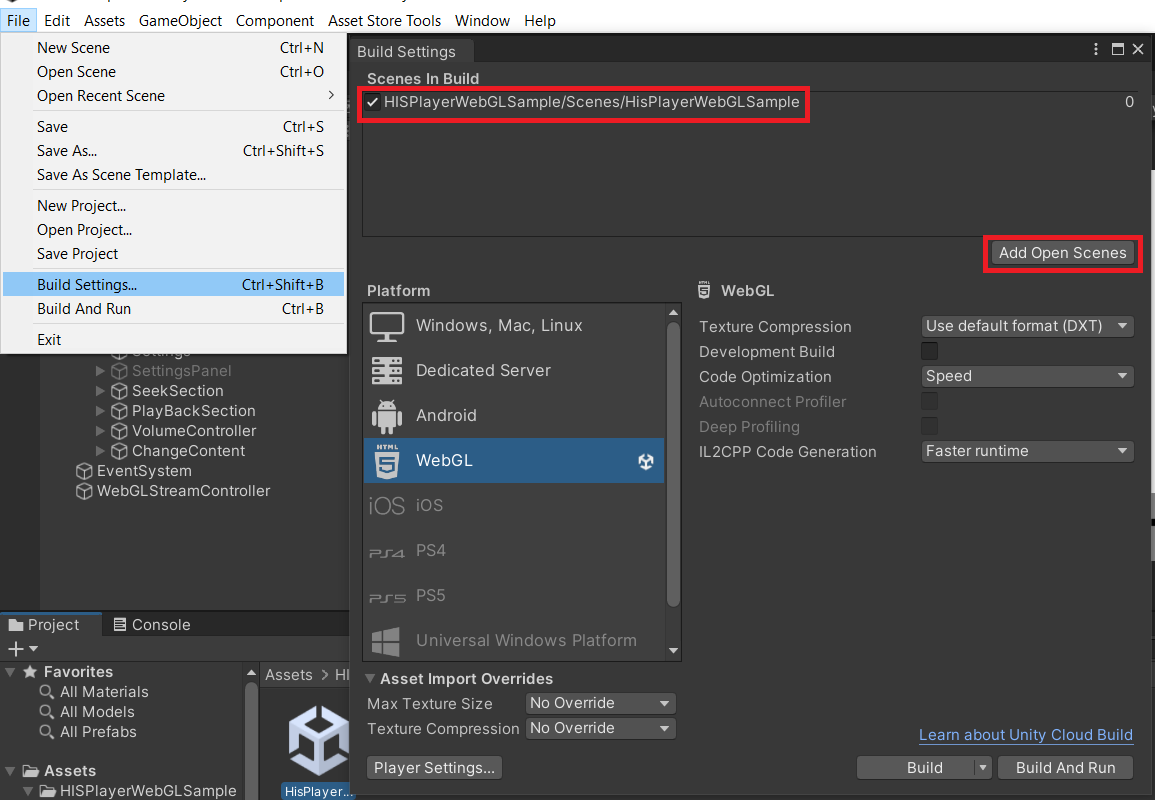 File Edit Assets GameObject Component Asset Store Tools Window Help
New Scene Ctrl+N
Open Scene Ctrl+O
Open Recent Scene
Save Ctrl+S
Save As... Ctrl+Shift+S
Save As Scene Template...
New Project...
Open Project...
Save Project
Build Settings... Ctrl+Shift+B
Build And Run Ctrl+B
Exit
Settings
SettingsPanel
SeekSection
PlayBackSection
VolumeController
ChangeContent
EventSystem
WebGLStreamController
Build Settings
Scenes In Build
HISPlayerWebGLSample/Scenes/HisPlayerWebGLSample 0
Add Open Scenes
Platform
Windows, Mac, Linux
Dedicated Server
Android
HTML
5
WebGL
iOS iOS
PS4 PS4
PS5 PS5
Universal Windows Platform
HTML
5
WebGL
Texture Compression Use default format (DXT)
Development Build
Code Optimization Speed
Autoconnect Profiler
Deep Profiling
IL2CPP Code Generation Faster runtime
Asset Import Overrides
Max Texture Size No Override
Texture Compression No Override
Learn about Unity Cloud Build
Player Settings... Build Build And Run
Project Console
Favorites
All Materials
All Models
All Prefabs
Assets
HISPlayerWebGLSample
Assets > HI
HisPlayer...